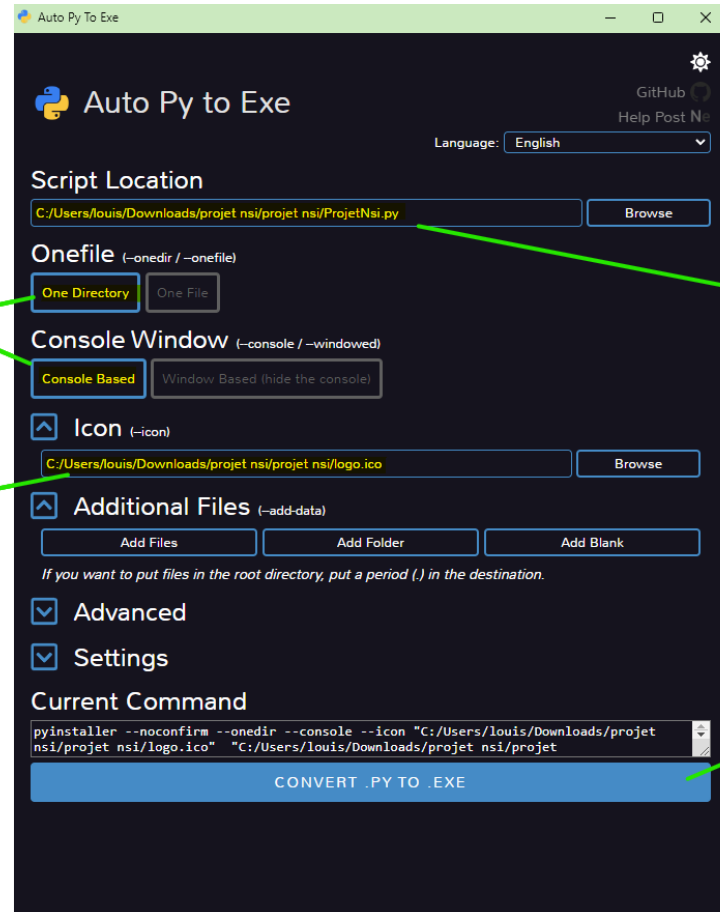 Auto Py To Exe
Auto Py to Exe
GitHub
Help Post Ne
Language: English
Script Location
C:/Users/louis/Downloads/projet nsi/projet nsi/ProjetNsi.py Browse
Onefile (--onedir / --onefile)
One Directory One File
Console Window (--console / --windowed)
Console Based Window Based (hide the console)
Icon (--icon)
C:/Users/louis/Downloads/projet nsi/projet nsi/logo.ico Browse
Additional Files (--add-data)
Add Files Add Folder Add Blank
If you want to put files in the root directory, put a period (.) in the destination.
Advanced
Settings
Current Command
pyinstaller --noconfirm --onedir --console --icon "C:/Users/louis/Downloads/projet
nsi/projet nsi/logo.ico" "C:/Users/louis/Downloads/projet nsi/projet
CONVERT .PY TO .EXE